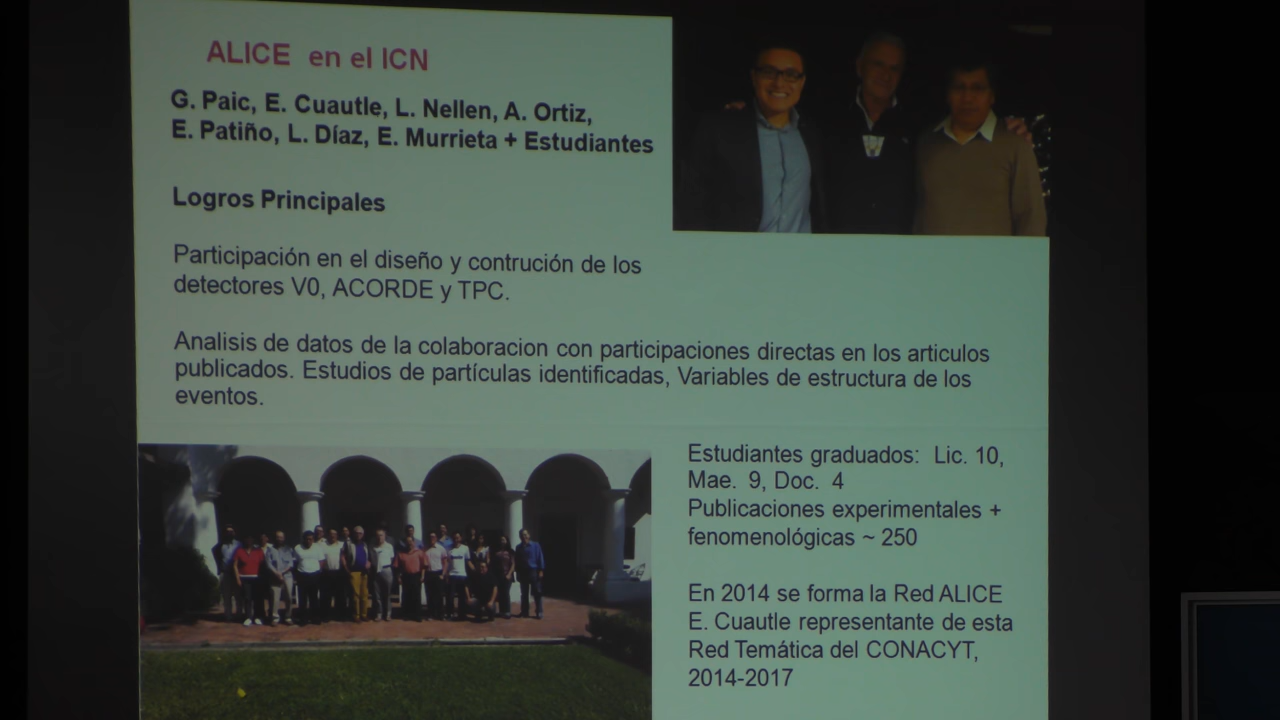 ALICE en el ICN
G. Paic, E. Cuautle, L. Nellen, A. Ortiz,
E. Patiño, L. Díaz, E. Murrieta + Estudiantes
Logros Principales
Participación en el diseño y contrución de los
detectores V0, ACORDE y TPC.
Analisis de datos de la colaboracion con participaciones directas en los articulos
publicados. Estudios de partículas identificadas, Variables de estructura de los
eventos.
Estudiantes graduados: Lic. 10,
Mae. 9, Doc. 4
Publicaciones experimentales +
fenomenológicas ~ 250
En 2014 se forma la Red ALICE
E. Cuautle representante de esta
Red Temática del CONACYT,
2014-2017